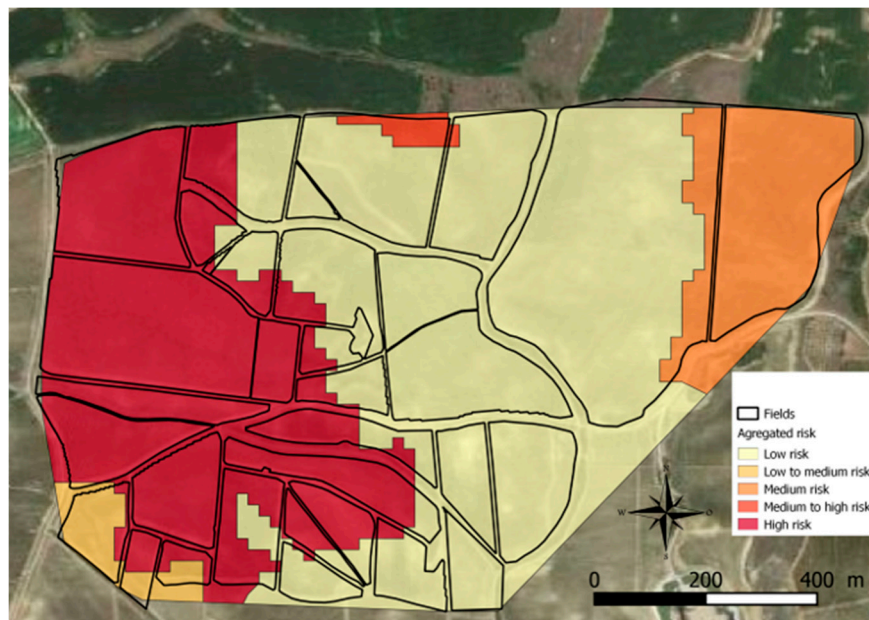 Fields
Agregated risk
Low risk
Low to medium risk
Medium risk
Medium to high risk
High risk
N
W O
S
0 200 400 m